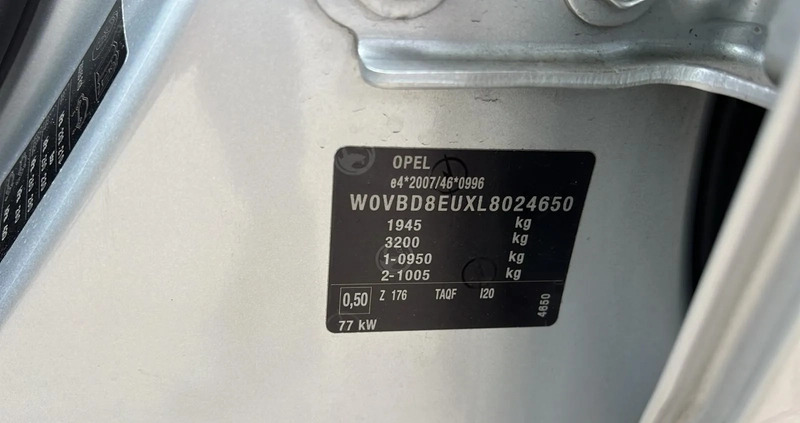 OPEL
e4*2007/46*0996
W0VBD8EUXL8024650
1945 kg
3200 kg
1-0950 kg
2-1005 kg
0,50 Z 176 TAQF I20
77 kW
4650